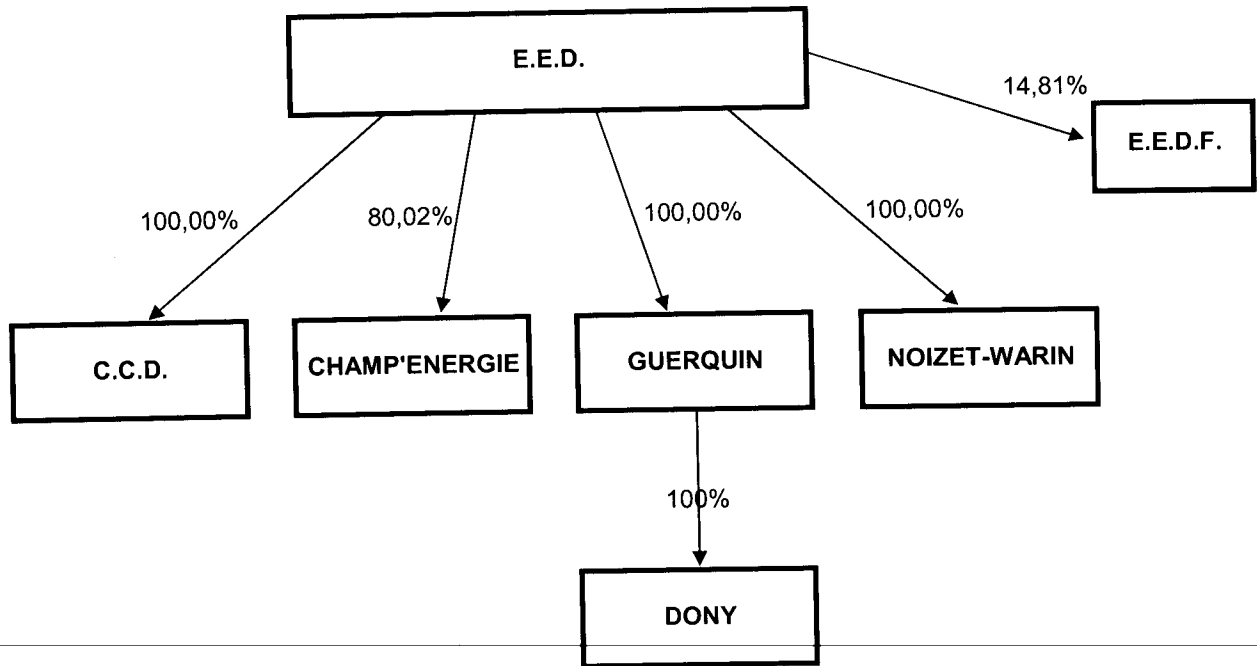 E.E.D.
14,81%
E.E.D.F.
100,00%
80,02%
100,00%
100,00%
C.C.D.
CHAMP'ENERGIE
GUERQUIN
NOIZET-WARIN
100%
DONY